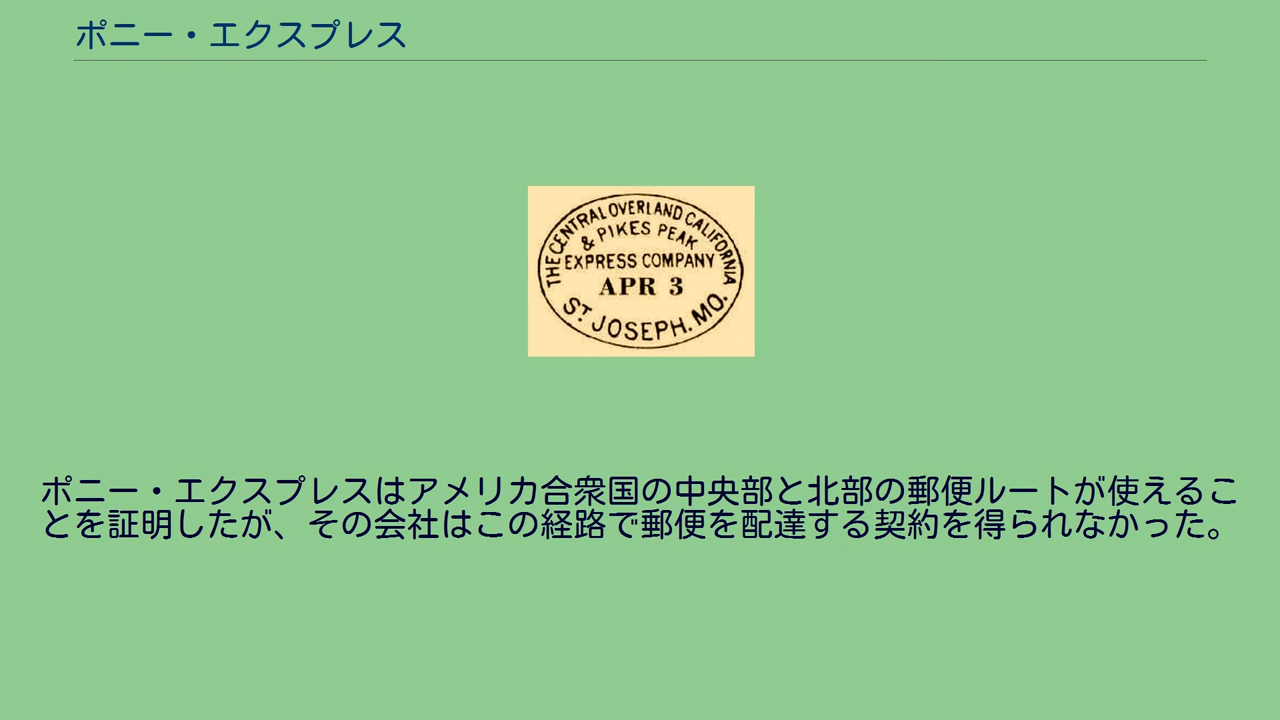 ポニー・エクスプレス
THE CENTRAL OVERLAND CALIFORNIA
& PIKES PEAK
EXPRESS COMPANY
APR 3
ST JOSEPH. MO.
ポニー・エクスプレスはアメリカ合衆国の中央部と北部の郵便ルートが使えるこ
とを証明したが、その会社はこの経路で郵便を配達する契約を得られなかった。